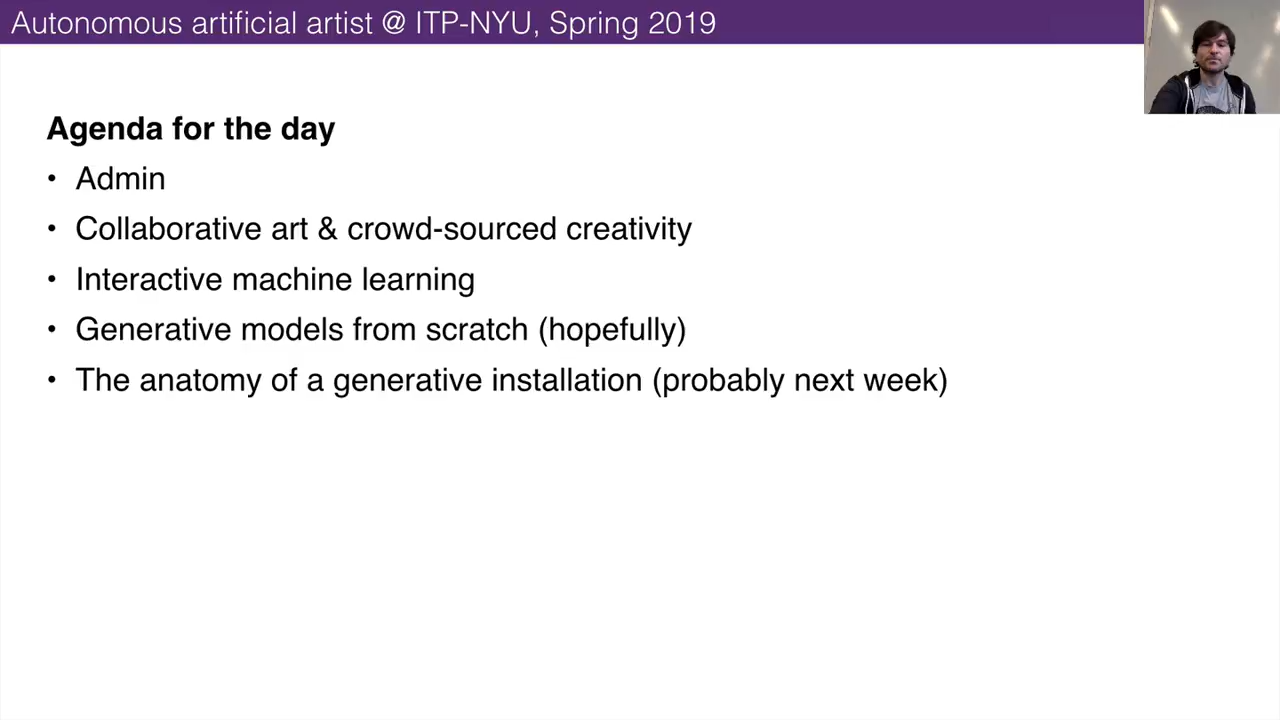 Autonomous artificial artist @ ITP-NYU, Spring 2019
Agenda for the day
• Admin
• Collaborative art & crowd-sourced creativity
• Interactive machine learning
• Generative models from scratch (hopefully)
• The anatomy of a generative installation (probably next week)